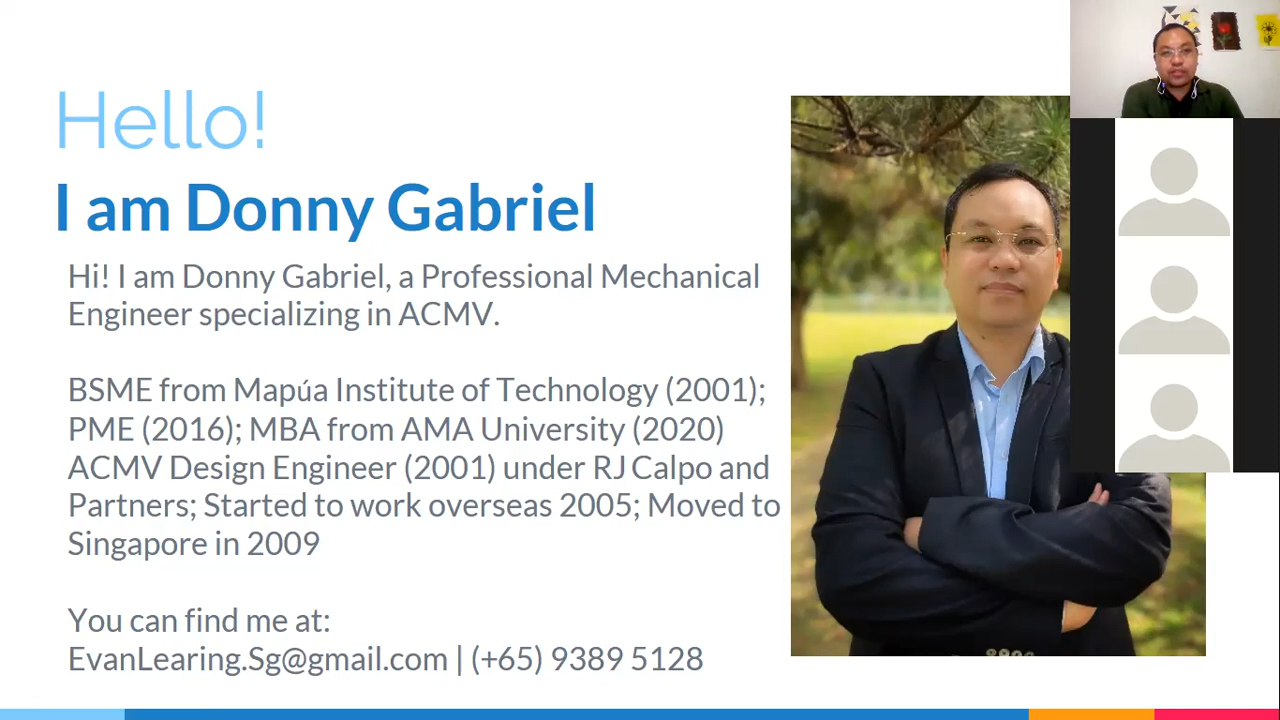 Hello!
I am Donny Gabriel
Hi! I am Donny Gabriel, a Professional Mechanical
Engineer specializing in ACMV.
BSME from Mapúa Institute of Technology (2001);
PME (2016); MBA from AMA University (2020)
ACMV Design Engineer (2001) under RJ Calpo and
Partners; Started to work overseas 2005; Moved to
Singapore in 2009
You can find me at:
EvanLearing.Sg@gmail.com | (+65) 9389 5128